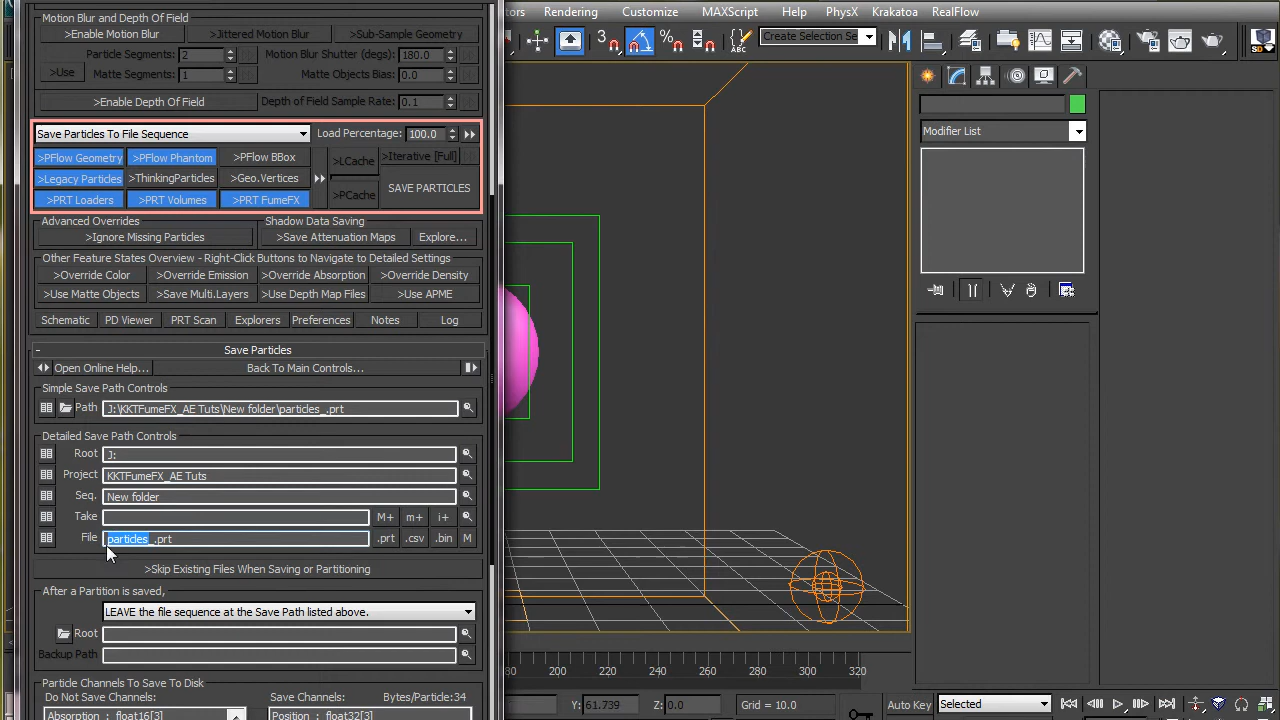 Motion Blur and Depth Of Field
>Enable Motion Blur >Jittered Motion Blur >Sub-Sample Geometry
Particle Segments: 2 Motion Blur Shutter (degs): 180.0
>Use Matte Segments: 1 Matte Objects Bias: 0.0
>Enable Depth Of Field Depth of Field Sample Rate: 0.1
Save Particles To File Sequence Load Percentage: 100.0
>PFlow Geometry >PFlow Phantom >PFlow BBox >LCache >Iterative [Full]
>Legacy Particles >ThinkingParticles >Geo.Vertices >PCache SAVE PARTICLES
>PRT Loaders >PRT Volumes >PRT FumeFX
Advanced Overrides Shadow Data Saving
>Ignore Missing Particles >Save Attenuation Maps Explore...
Other Feature States Overview - Right-Click Buttons to Navigate to Detailed Settings
>Override Color >Override Emission >Override Absorption >Override Density
>Use Matte Objects >Save Multi.Layers >Use Depth Map Files >Use APME
Schematic PD Viewer PRT Scan Explorers Preferences Notes Log
- Save Particles
Open Online Help... Back To Main Controls...
Simple Save Path Controls
Path J:\KKTFumeFX_AE Tuts\New folder\particles_.prt
Detailed Save Path Controls
Root J:
Project KKTFumeFX_AE Tuts
Seq. New folder
Take M+ m+ i+
File particles_.prt .prt .csv .bin M
>Skip Existing Files When Saving or Partitioning
After a Partition is saved,
LEAVE the file sequence at the Save Path listed above.
Root
Backup Path
Particle Channels To Save To Disk
Do Not Save Channels: Save Channels: Bytes/Particle:34
Absorption : float16[3] Position : float32[3]
Rendering Customize MAXScript Help PhysX Krakatoa RealFlow
3 % ABC Create Selection Se
SD
Modifier List
200 220 240 260 280 300 320
Y: 61.739 Z: 0.0 Grid = 10.0 Auto Key Selected